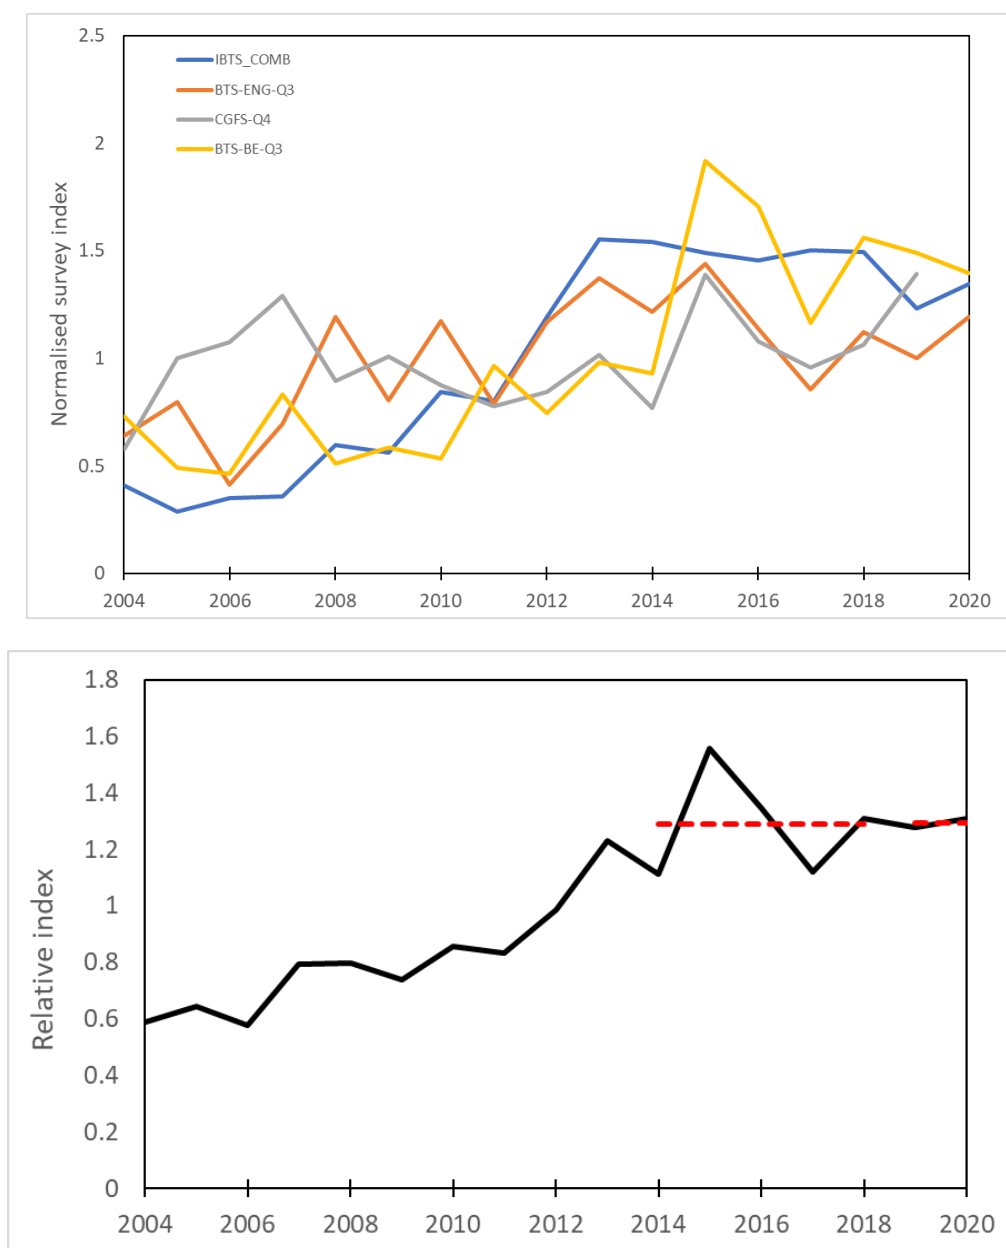 2.5
IBTS_COMB
BTS-ENG-Q3
CGFS-Q4
BTS-BE-Q3
2
1.5
1
0.5
0
Normalised survey index
2004 2006 2008 2010 2012 2014 2016 2018 2020
1.8
1.6
1.4
1.2
1
0.8
0.6
0.4
0.2
0
Relative index
2004 2006 2008 2010 2012 2014 2016 2018 2020